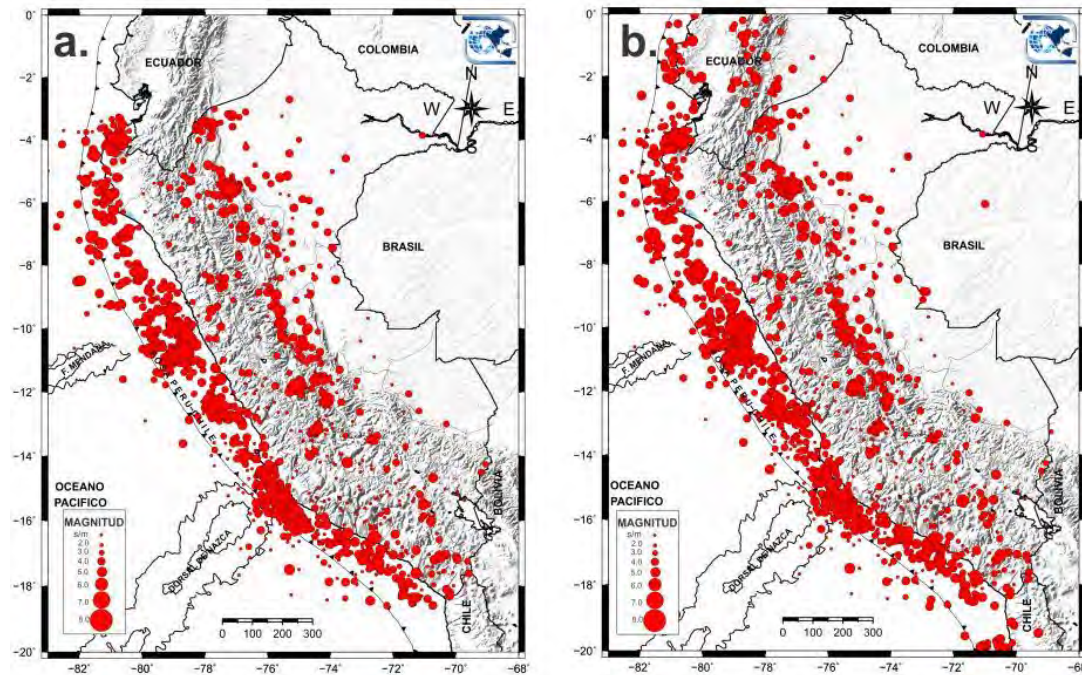 a.
0˚
−2˚
−4˚
−6˚
−8˚
−10˚
−12˚
−14˚
−16˚
−18˚
−20˚
COLOMBIA
ECUADOR
N
W
E
BRASIL
F. MENDAÑA
OCEANO
PACIFICO
DORSAL DE NAZCA
BOLIVIA
CHILE
MAGNITUD
s/m
2.0
3.0
4.0
5.0
6.0
7.0
8.0
0 100 200 300
−82 −80 −78 −76 −74 −72 −70 −68
b.
0˚
−2˚
−4˚
−6˚
−8˚
−10˚
−12˚
−14˚
−16˚
−18˚
−20˚
COLOMBIA
ECUADOR
N
W
E
BRASIL
F. MENDAÑA
OCEANO
PACIFICO
DORSAL DE NAZCA
BOLIVIA
CHILE
MAGNITUD
s/m
2.0
3.0
4.0
5.0
6.0
7.0
8.0
0 100 200 300
−82 −80 −78 −76 −74 −72 −70 −68